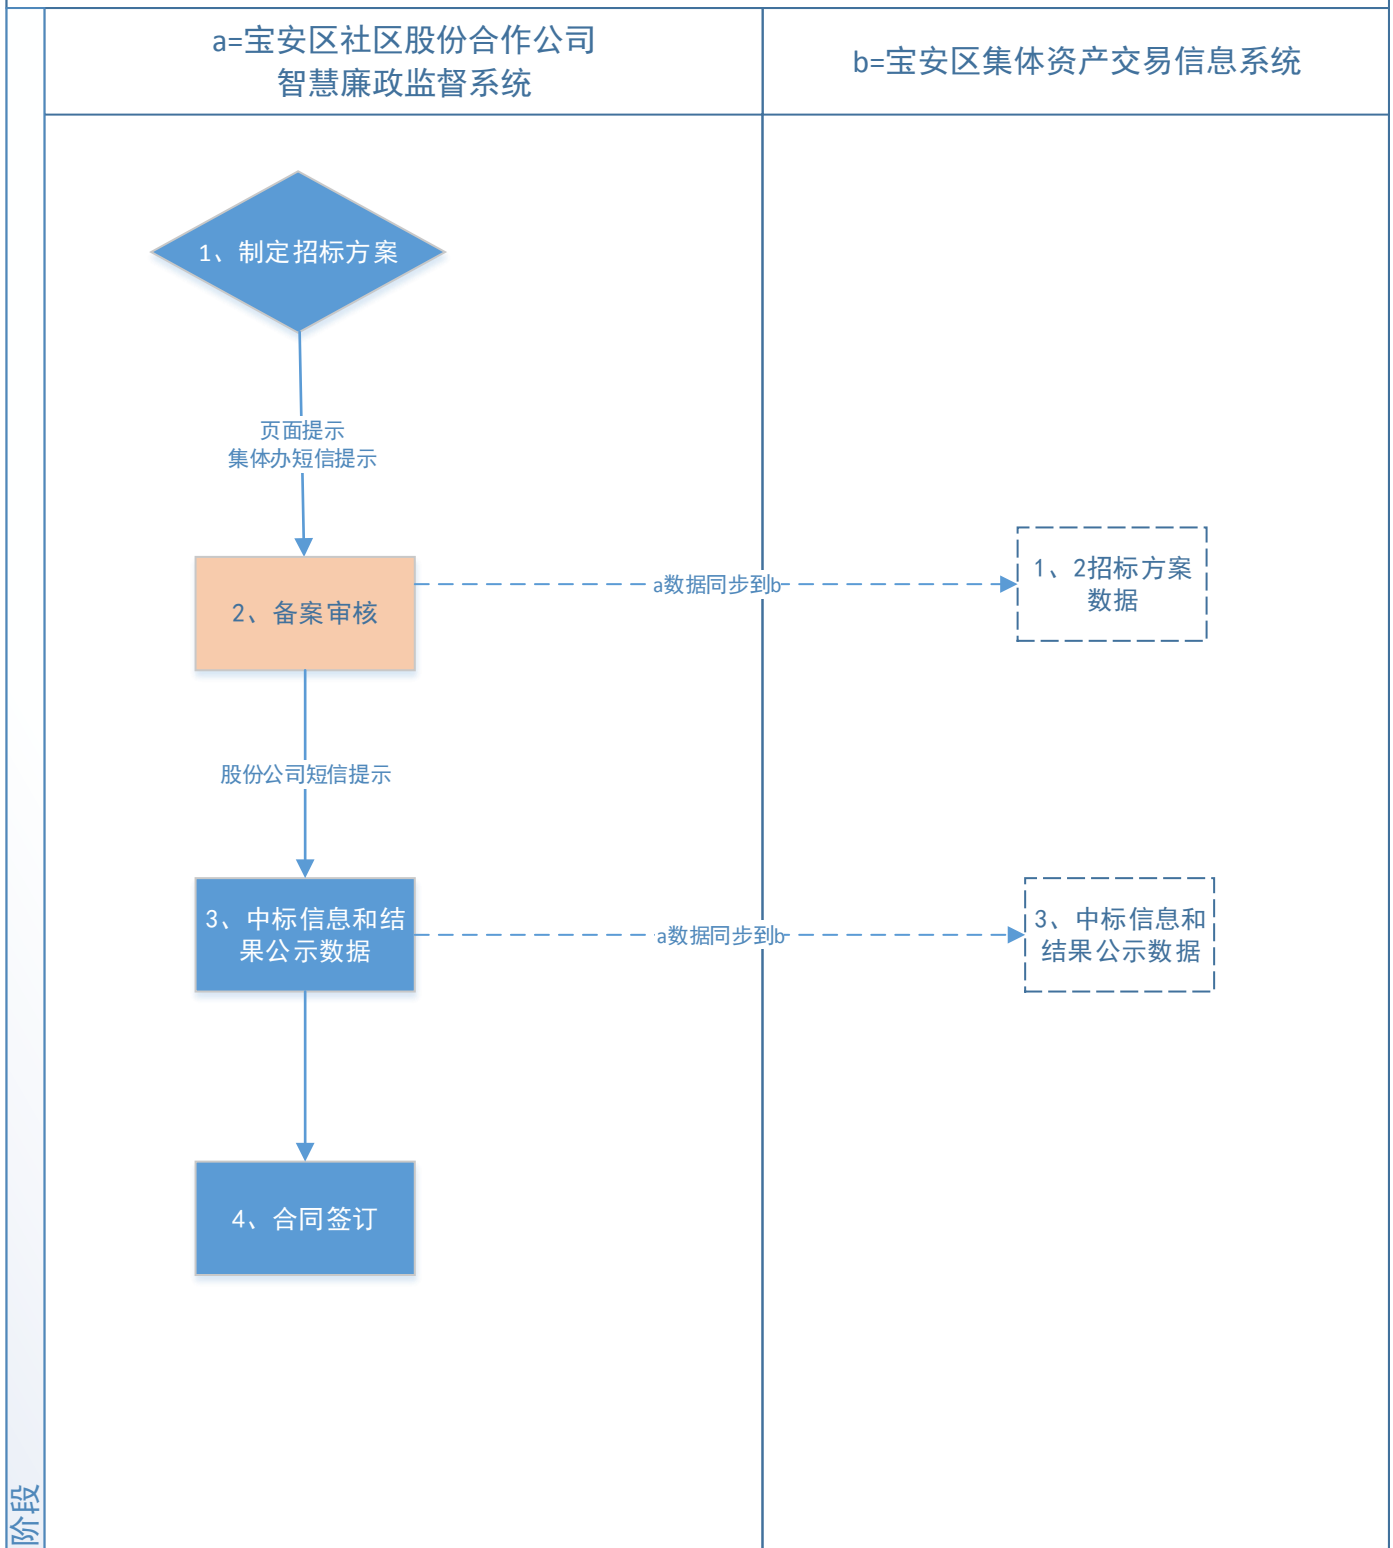 a=宝安区社区股份合作公司
智慧廉政监督系统
b=宝安区集体资产交易信息系统
1、制定招标方案
页面提示
集体办短信提示
2、备案审核
a数据同步到b
1、2招标方案
数据
股份公司短信提示
3、中标信息和结
果公示数据
a数据同步到b
3、中标信息和
结果公示数据
4、合同签订
阶段